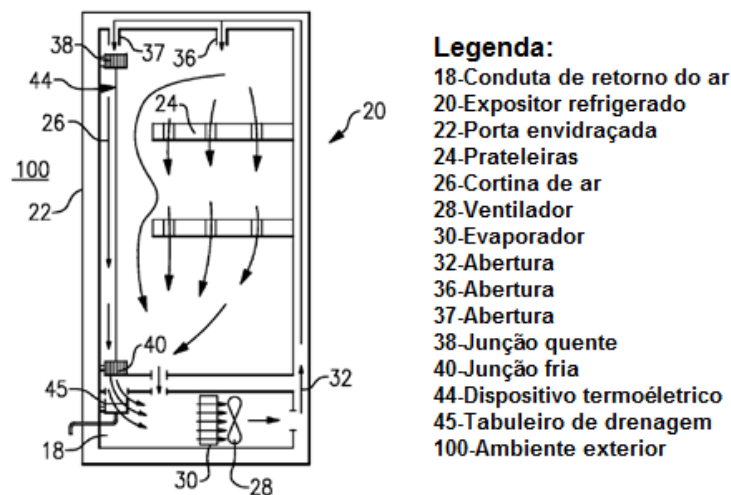 38
37
36
44
24
20
26
100
22
40
45
32
18
30
28
Legenda:
18-Conduta de retorno do ar
20-Expositor refrigerado
22-Porta envidraçada
24-Prateleiras
26-Cortina de ar
28-Ventilador
30-Evaporador
32-Abertura
36-Abertura
37-Abertura
38-Junção quente
40-Junção fria
44-Dispositivo termoéletrico
45-Tabuleiro de drenagem
100-Ambiente exterior